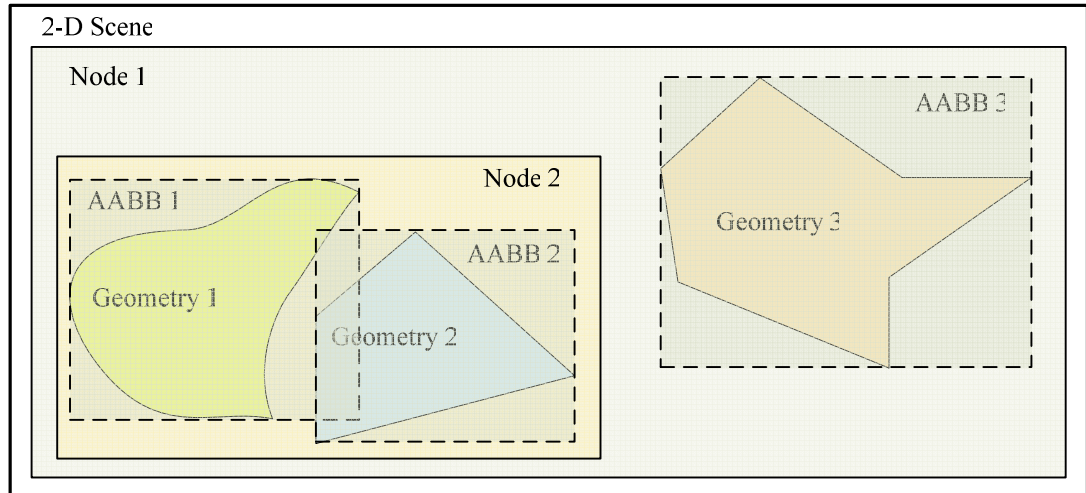 2-D Scene
Node 1
AABB 3
Node 2
AABB 1
Geometry 3
AABB 2
Geometry 1
Geometry 2